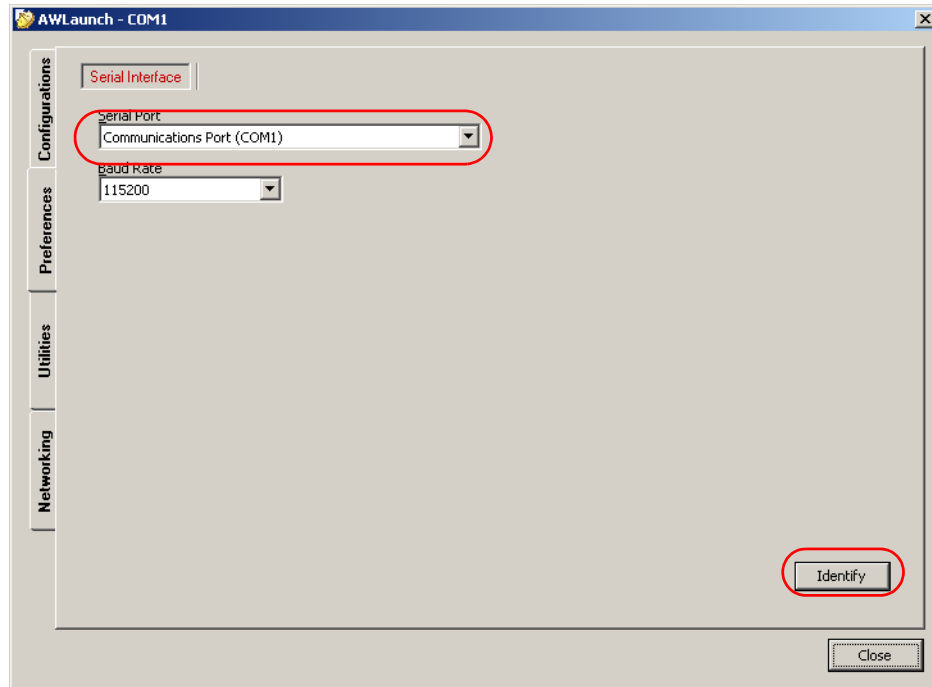 AWLaunch - COM1
Configurations
Preferences
Utilities
Networking
Serial Interface
Serial Port
Communications Port (COM1)
Baud Rate
115200
Identify
Close